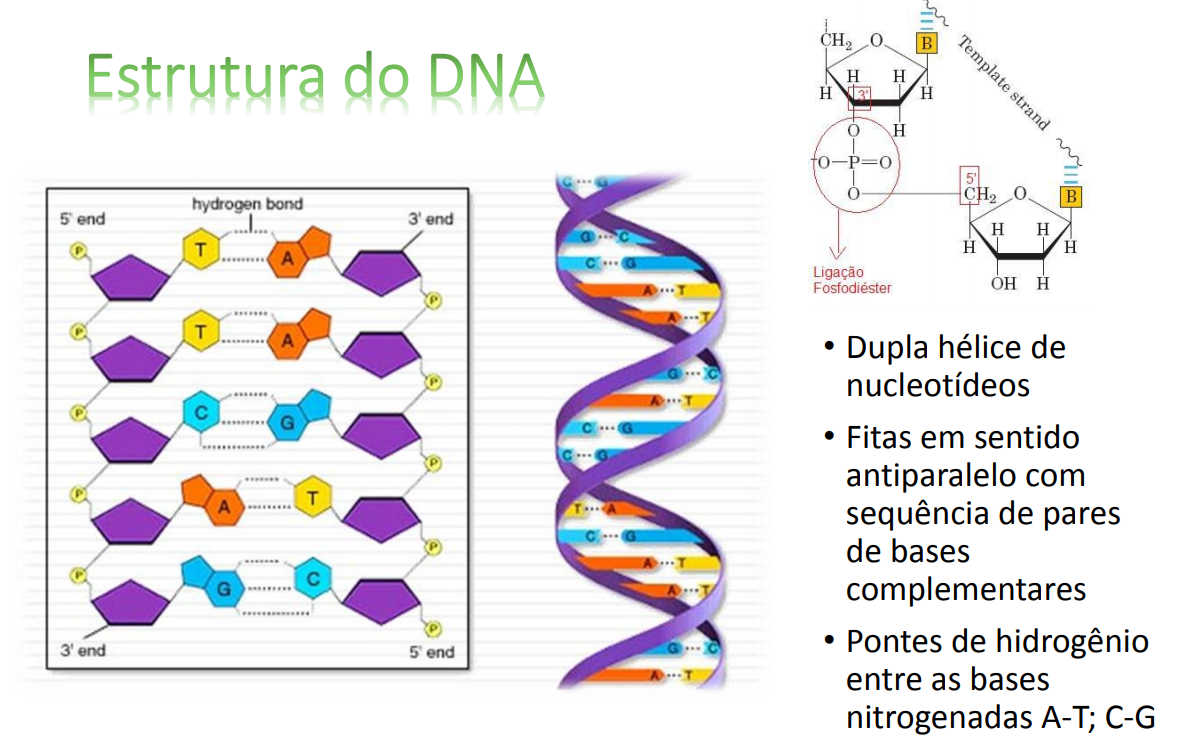 Estrutura do DNA
hydrogen bond
5' end
3' end
P
T
A
P
P
T
A
P
P
C
G
P
P
A
T
P
P
G
C
P
3' end
5' end
C G
G C
C G
A T
A T
G C
A T
C G
C G
T A
C G
A T
A T
G C
A T
CH₂ O B
H H H H
3'
O H
O–P=O
O
5'
CH₂ O B
H H H H
OH H
Template strand
Ligação
Fosfodiéster
• Dupla hélice de
nucleotídeos
• Fitas em sentido
antiparalelo com
sequência de pares
de bases
complementares
• Pontes de hidrogênio
entre as bases
nitrogenadas A-T; C-G